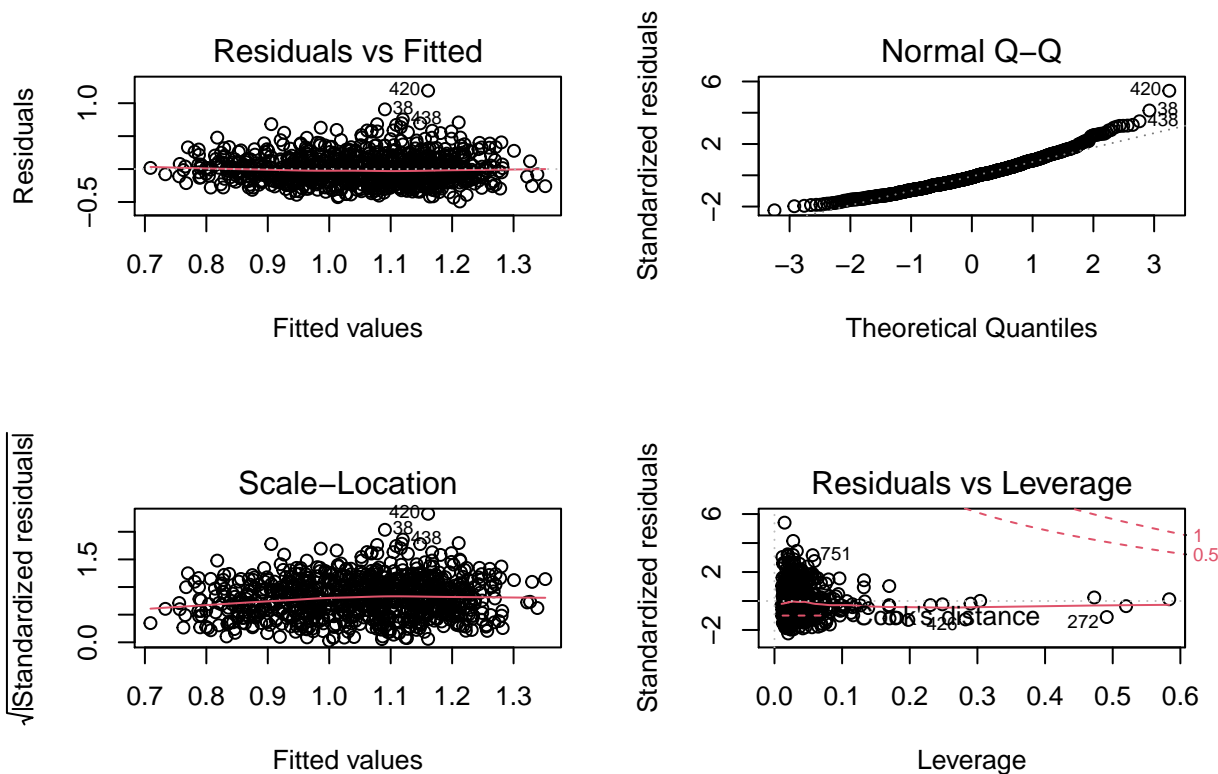 Residuals vs Fitted
Residuals
1.0
−0.5
420
38
438
0.7 0.8 0.9 1.0 1.1 1.2 1.3
Fitted values
Normal Q−Q
Standardized residuals
6
2
−2
420
38
438
−3 −2 −1 0 1 2 3
Theoretical Quantiles
Scale−Location
√|Standardized residuals|
1.5
0.0
420
38
438
0.7 0.8 0.9 1.0 1.1 1.2 1.3
Fitted values
Residuals vs Leverage
Standardized residuals
6
2
−2
1
0.5
751
Cook's distance
426
272
0.0 0.1 0.2 0.3 0.4 0.5 0.6
Leverage